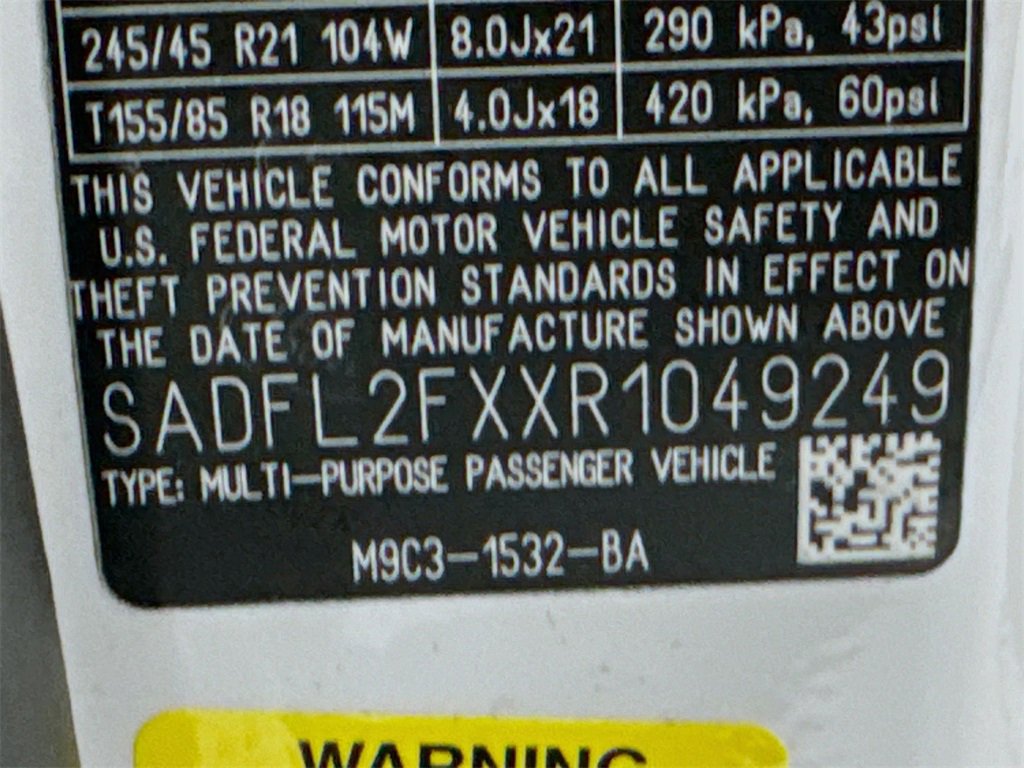 245/45 R21 104W 8.0Jx21 290 kPa, 43psi
T155/85 R18 115M 4.0Jx18 420 kPa, 60psi
THIS VEHICLE CONFORMS TO ALL APPLICABLE
U.S. FEDERAL MOTOR VEHICLE SAFETY AND
THEFT PREVENTION STANDARDS IN EFFECT ON
THE DATE OF MANUFACTURE SHOWN ABOVE
SADFL2FXXR1049249
TYPE: MULTI-PURPOSE PASSENGER VEHICLE
M9C3-1532-BA
WARNING